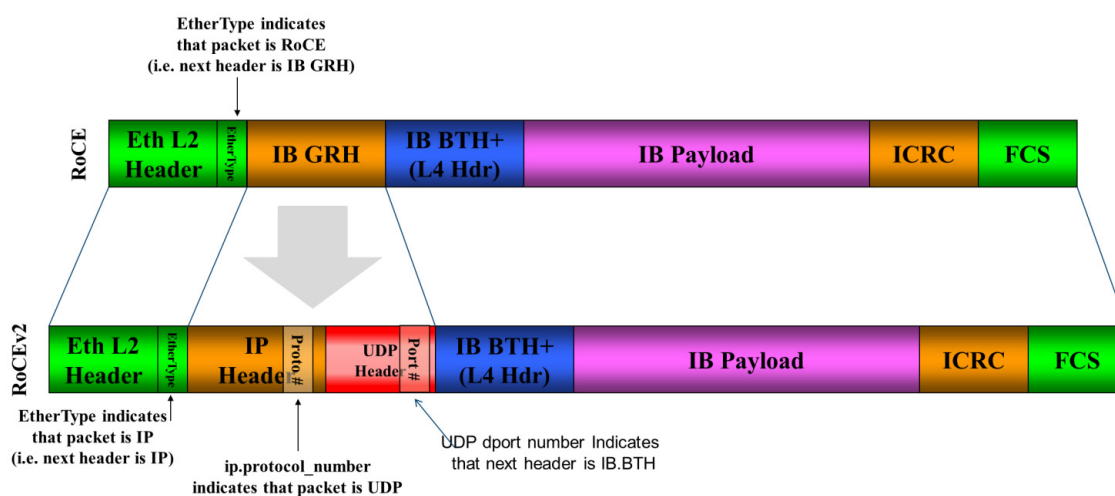 EtherType indicates
that packet is RoCE
(i.e. next header is IB GRH)
RoCE
Eth L2
Header
EtherType
IB GRH
IB BTH+
(L4 Hdr)
IB Payload
ICRC
FCS
RoCEv2
Eth L2
Header
EtherType
IP
Header
Proto.#
UDP
Header
Port #
IB BTH+
(L4 Hdr)
IB Payload
ICRC
FCS
EtherType indicates
that packet is IP
(i.e. next header is IP)
ip.protocol_number
indicates that packet is UDP
UDP dport number Indicates
that next header is IB.BTH